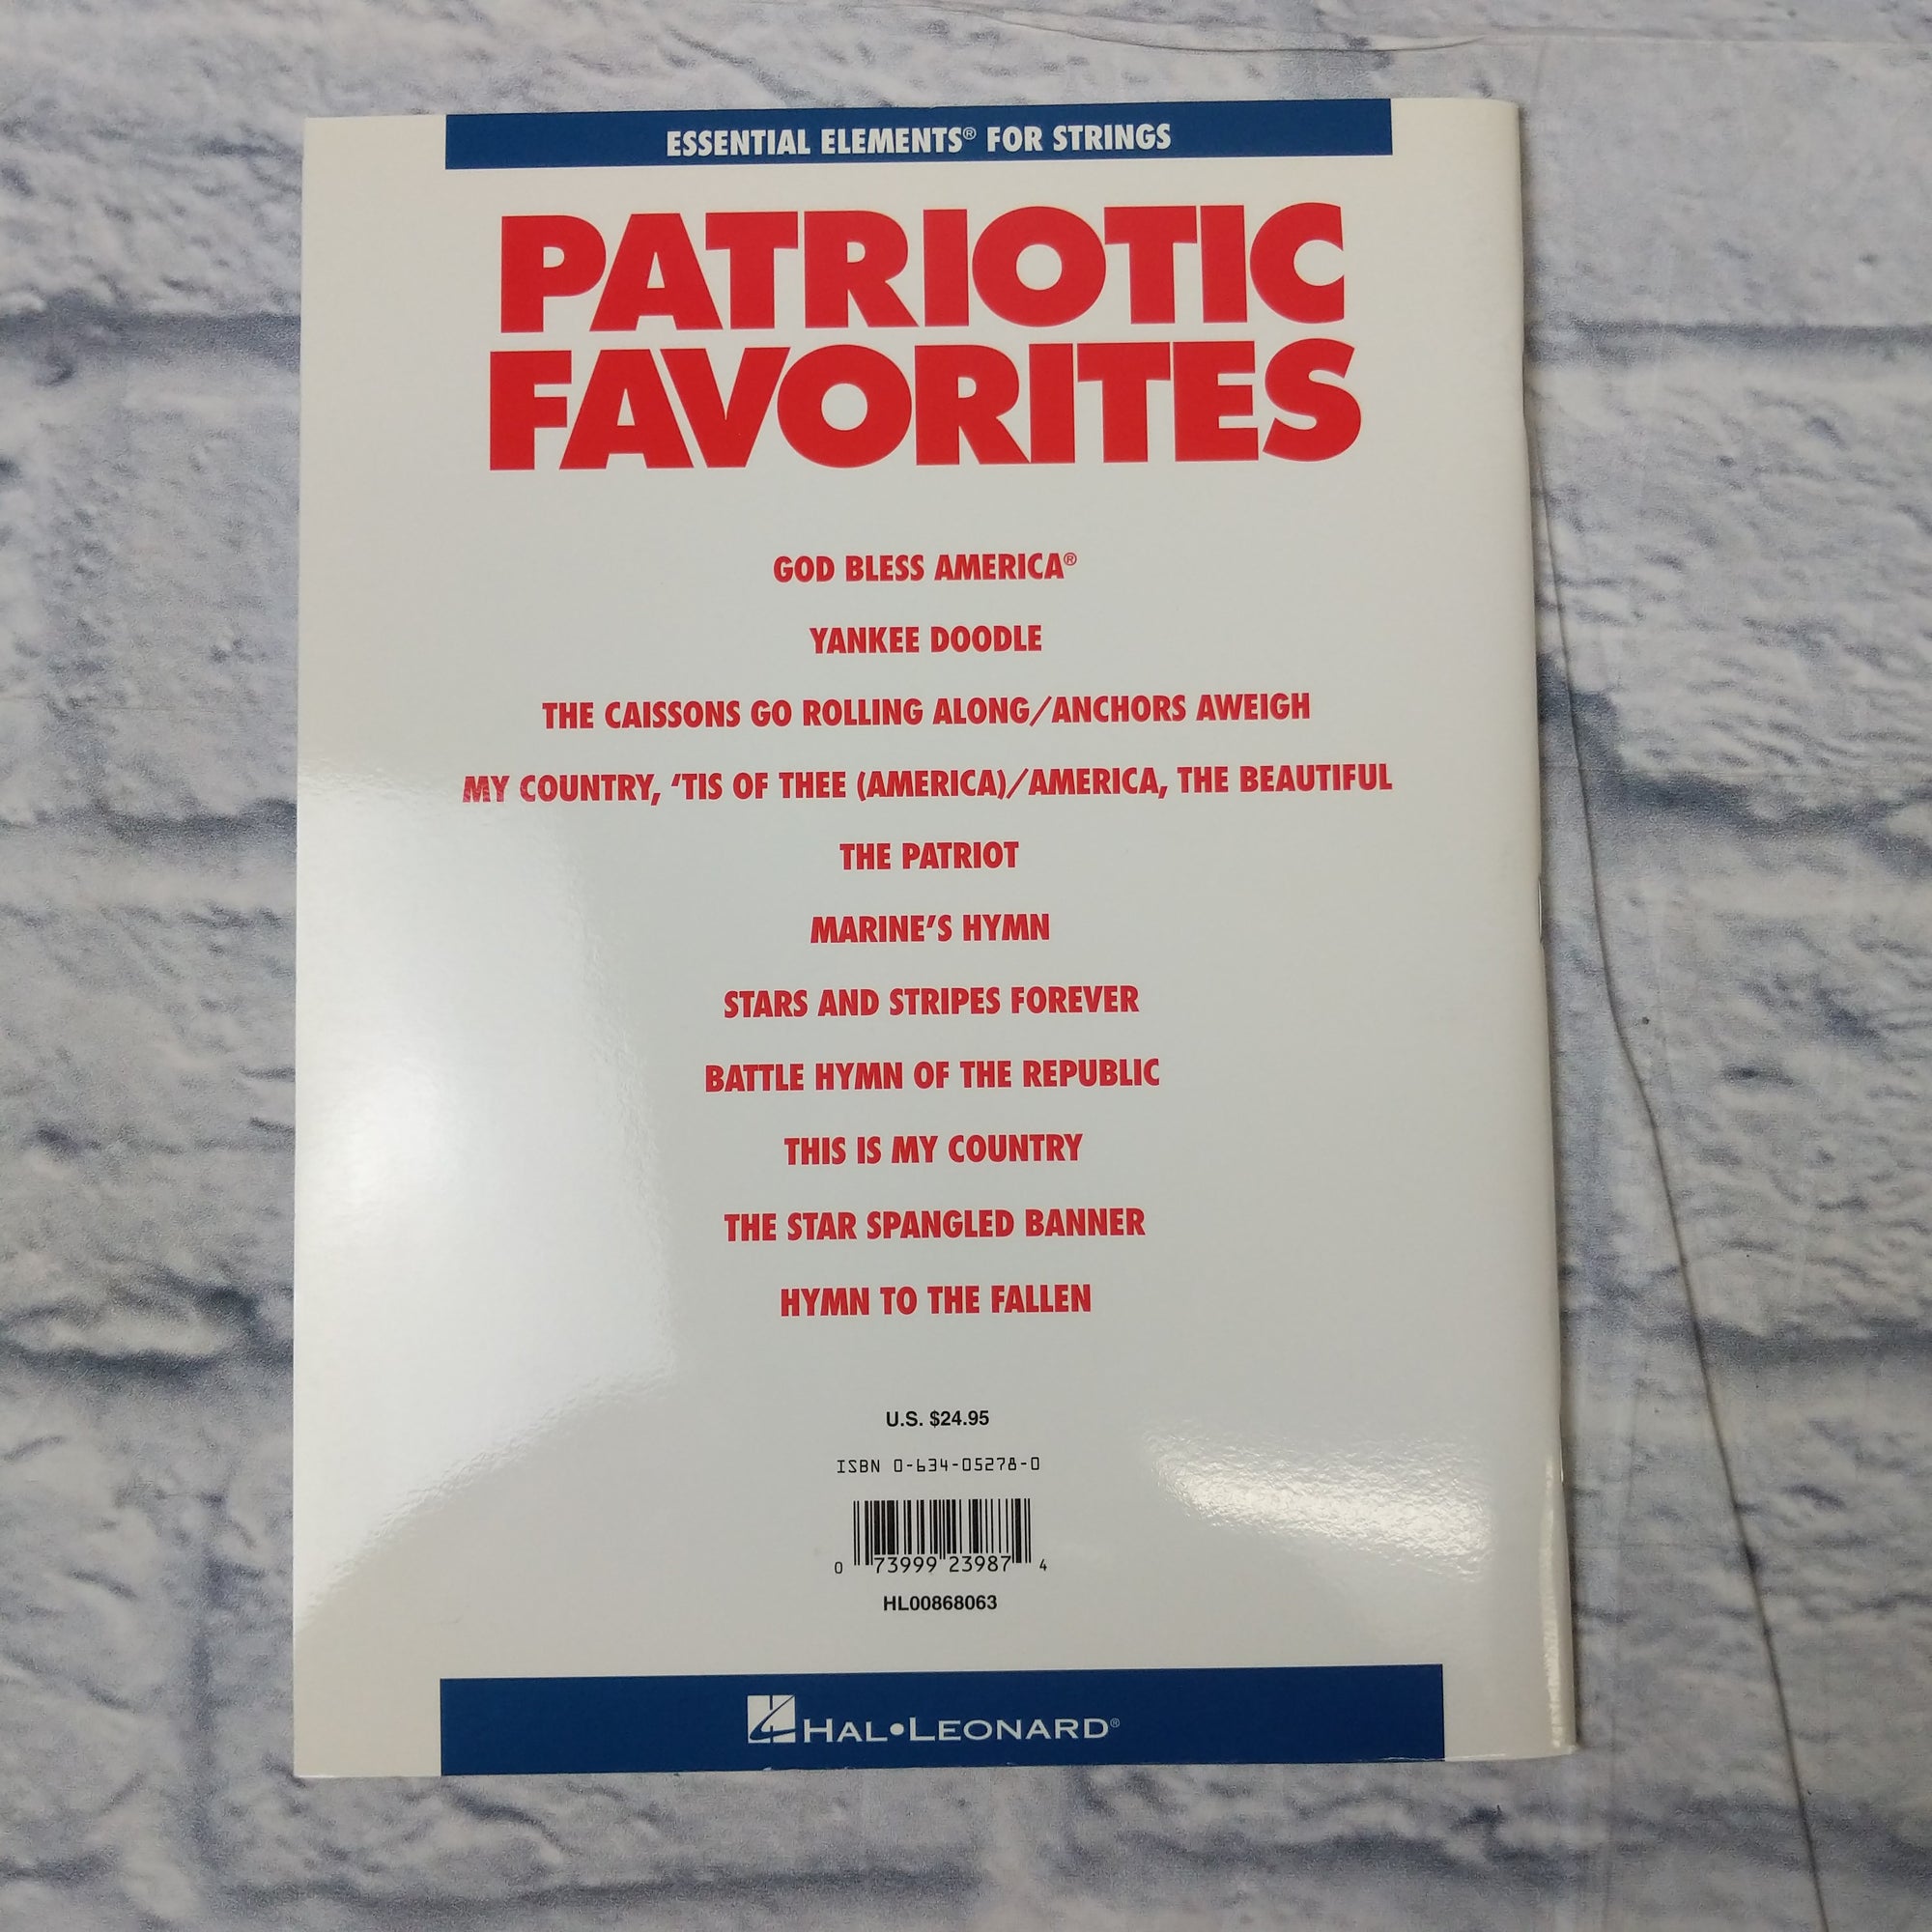 ESSENTIAL ELEMENTS® FOR STRINGS
PATRIOTIC
FAVORITES
GOD BLESS AMERICA®
YANKEE DOODLE
THE CAISSONS GO ROLLING ALONG/ANCHORS AWEIGH
MY COUNTRY, ‘TIS OF THEE (AMERICA)/AMERICA, THE BEAUTIFUL
THE PATRIOT
MARINE’S HYMN
STARS AND STRIPES FOREVER
BATTLE HYMN OF THE REPUBLIC
THIS IS MY COUNTRY
THE STAR SPANGLED BANNER
HYMN TO THE FALLEN
U.S. $24.95
ISBN 0-634-05278-0
0 73999 23987 4
HL00868063
HAL•LEONARD®